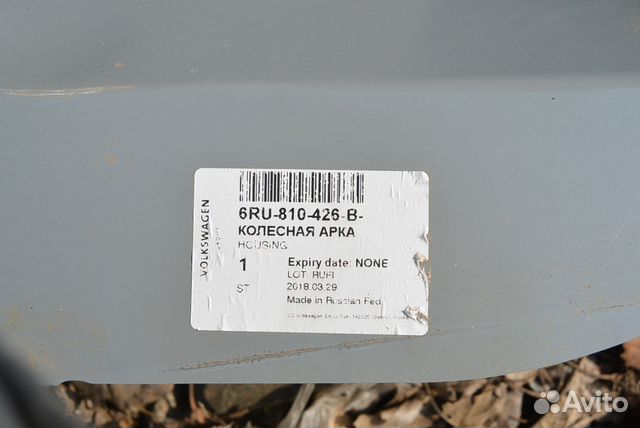 VOLKSWAGEN
6RU-810-426-B-
КОЛЕСНАЯ АРКА
HOUSING
1 Expiry date: NONE
LOT: RUFI
ST 2018.03.29
Made in Russian Fed
Avito